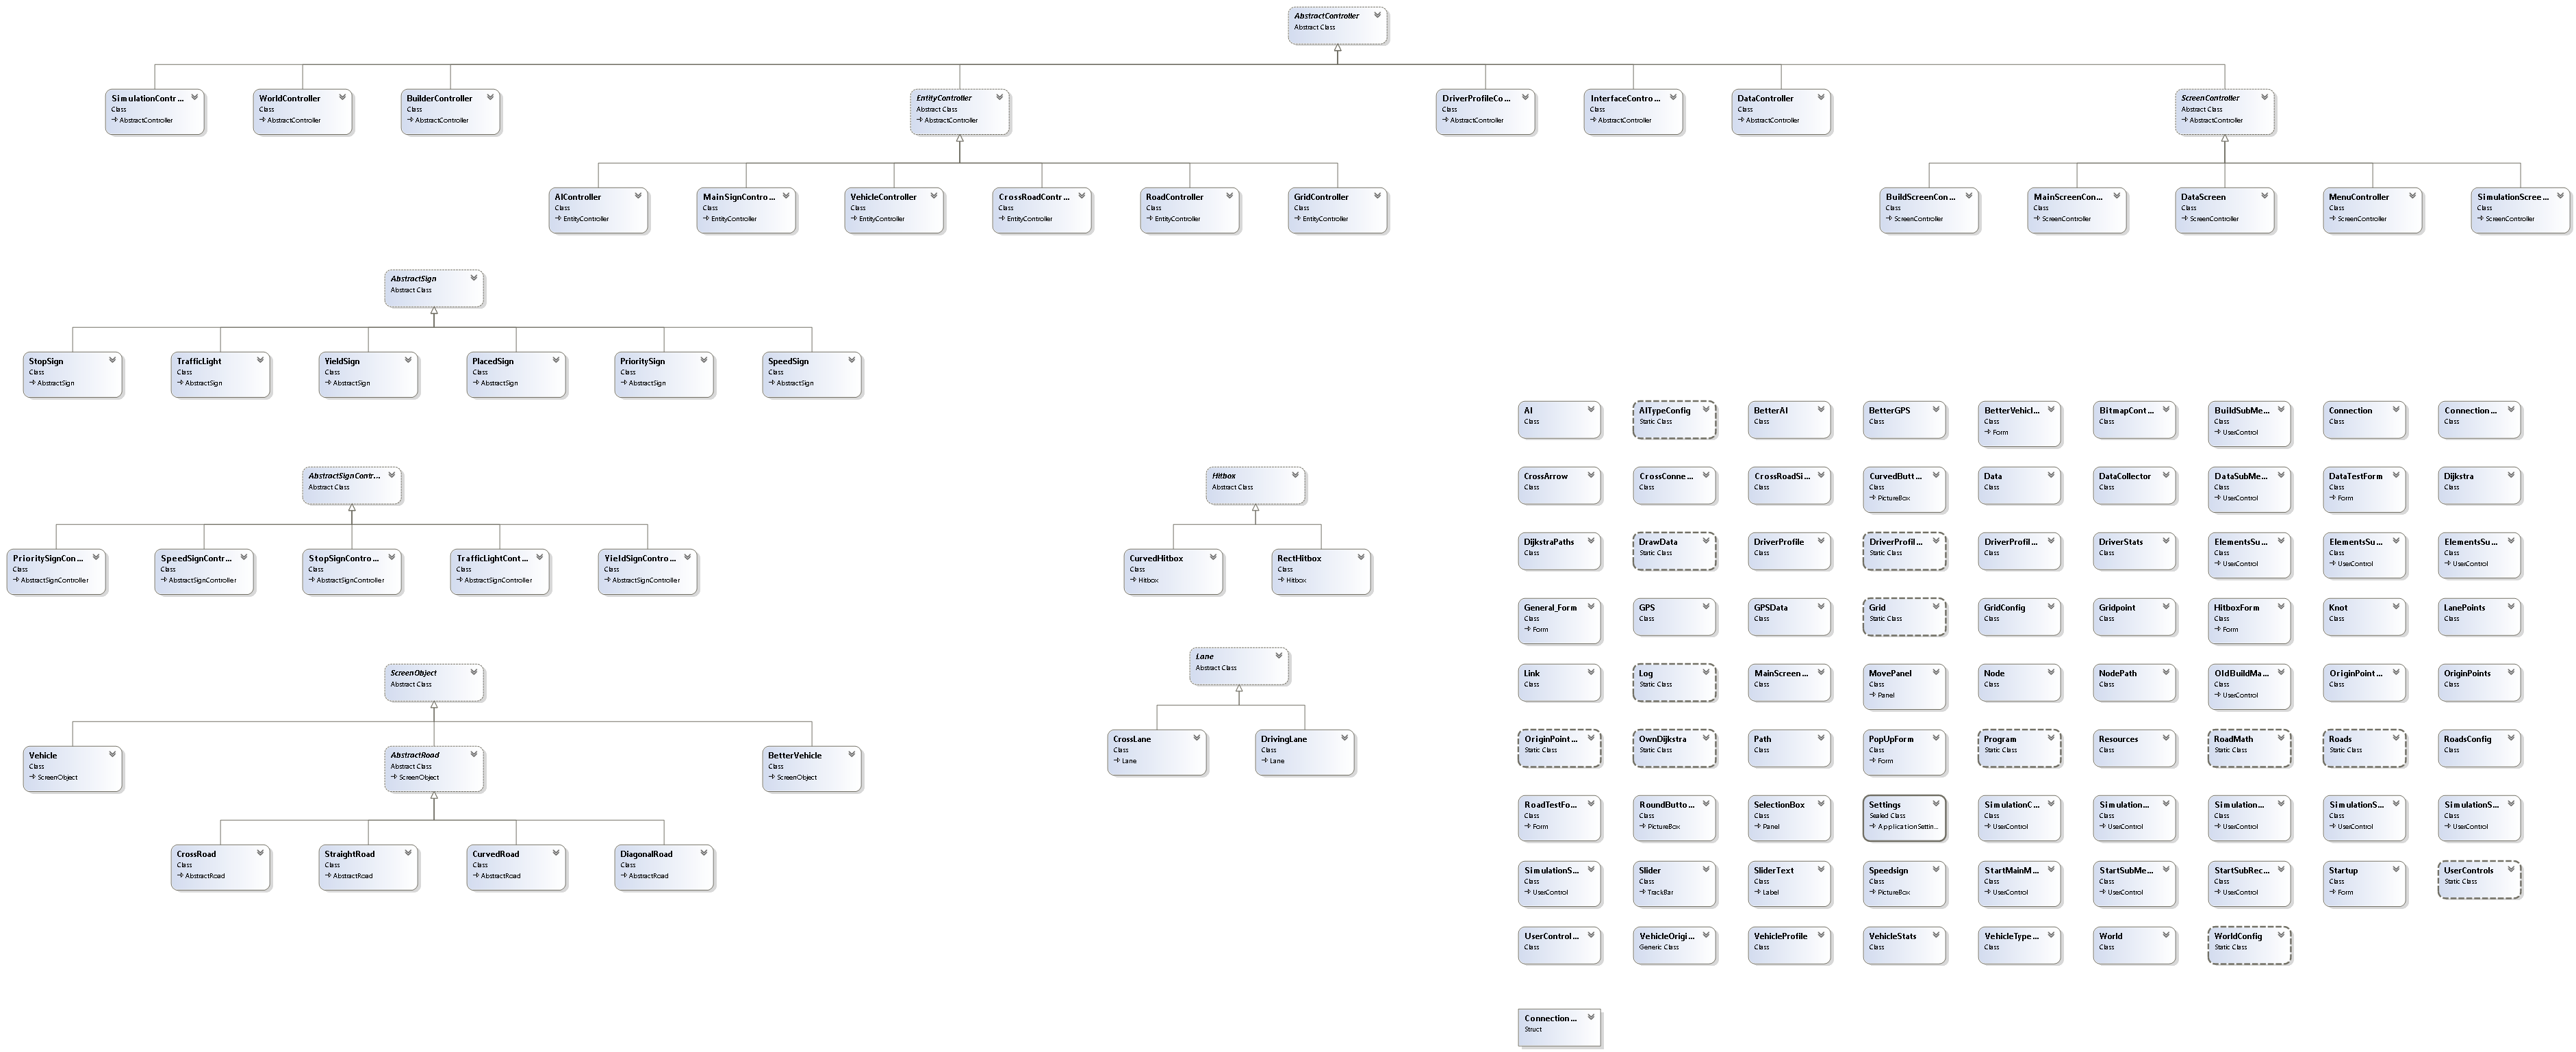 AbstractController
Abstract Class
SimulationContr...
Class
AbstractController
WorldController
Class
AbstractController
BuilderController
Class
AbstractController
EntityController
Abstract Class
AbstractController
DriverProfileCo...
Class
AbstractController
InterfaceContro...
Class
AbstractController
DataController
Class
AbstractController
ScreenController
Abstract Class
AbstractController
AIController
Class
EntityController
MainSignContro...
Class
EntityController
VehicleController
Class
EntityController
CrossRoadContr...
Class
EntityController
RoadController
Class
EntityController
GridController
Class
EntityController
BuildScreenCon...
Class
ScreenController
MainScreenCon...
Class
ScreenController
DataScreen
Class
ScreenController
MenuController
Class
ScreenController
SimulationScree...
Class
ScreenController
AbstractSign
Abstract Class
StopSign
Class
AbstractSign
TrafficLight
Class
AbstractSign
YieldSign
Class
AbstractSign
PlacedSign
Class
AbstractSign
PrioritySign
Class
AbstractSign
SpeedSign
Class
AbstractSign
AbstractSignContr...
Abstract Class
PrioritySignCon...
Class
AbstractSignController
SpeedSignContr...
Class
AbstractSignController
StopSignContro...
Class
AbstractSignController
TrafficLightCont...
Class
AbstractSignController
YieldSignContro...
Class
AbstractSignController
Hitbox
Abstract Class
CurvedHitbox
Class
Hitbox
RectHitbox
Class
Hitbox
Lane
Abstract Class
CrossLane
Class
Lane
DrivingLane
Class
Lane
ScreenObject
Abstract Class
Vehicle
Class
ScreenObject
AbstractRoad
Abstract Class
ScreenObject
BetterVehicle
Class
ScreenObject
CrossRoad
Class
AbstractRoad
StraightRoad
Class
AbstractRoad
CurvedRoad
Class
AbstractRoad
DiagonalRoad
Class
AbstractRoad
AI
Class
AITypeConfig
Static Class
BetterAI
Class
BetterGPS
Class
BetterVehicl...
Class
Form
BitmapCont...
Class
BuildSubMe...
Class
UserControl
Connection
Class
Connection...
Class
CrossArrow
Class
CrossConne...
Class
CrossRoadSi...
Class
CurvedButt...
Class
PictureBox
Data
Class
DataCollector
Class
DataSubMe...
Class
UserControl
DataTestForm
Class
Form
Dijkstra
Class
DijkstraPaths
Class
DrawData
Static Class
DriverProfile
Class
DriverProfil...
Static Class
DriverProfil...
Class
DriverStats
Class
ElementsSu...
Class
UserControl
ElementsSu...
Class
UserControl
ElementsSu...
Class
UserControl
General_Form
Class
Form
GPS
Class
GPSData
Class
Grid
Static Class
GridConfig
Class
Gridpoint
Class
HitboxForm
Class
Form
Knot
Class
LanePoints
Class
Link
Class
Log
Static Class
MainScreen...
Class
MovePanel
Class
Panel
Node
Class
NodePath
Class
OldBuildMa...
Class
UserControl
OriginPoint...
Class
OriginPoints
Class
OriginPoint...
Static Class
OwnDijkstra
Static Class
Path
Class
PopUpForm
Class
Form
Program
Static Class
Resources
Class
RoadMath
Static Class
Roads
Static Class
RoadsConfig
Class
RoadTestFo...
Class
Form
RoundButto...
Class
PictureBox
SelectionBox
Class
Panel
Settings
Sealed Class
ApplicationSettin...
SimulationC...
Class
UserControl
Simulation...
Class
UserControl
Simulation...
Class
UserControl
SimulationS...
Class
UserControl
SimulationS...
Class
UserControl
SimulationS...
Class
UserControl
Slider
Class
TrackBar
SliderText
Class
Label
Speedsign
Class
PictureBox
StartMainM...
Class
UserControl
StartSubMe...
Class
UserControl
StartSubRec...
Class
UserControl
Startup
Class
Form
UserControls
Static Class
UserControl...
Class
VehicleOrigi...
Generic Class
VehicleProfile
Class
VehicleStats
Class
VehicleType...
Class
World
Class
WorldConfig
Static Class
Connection...
Struct